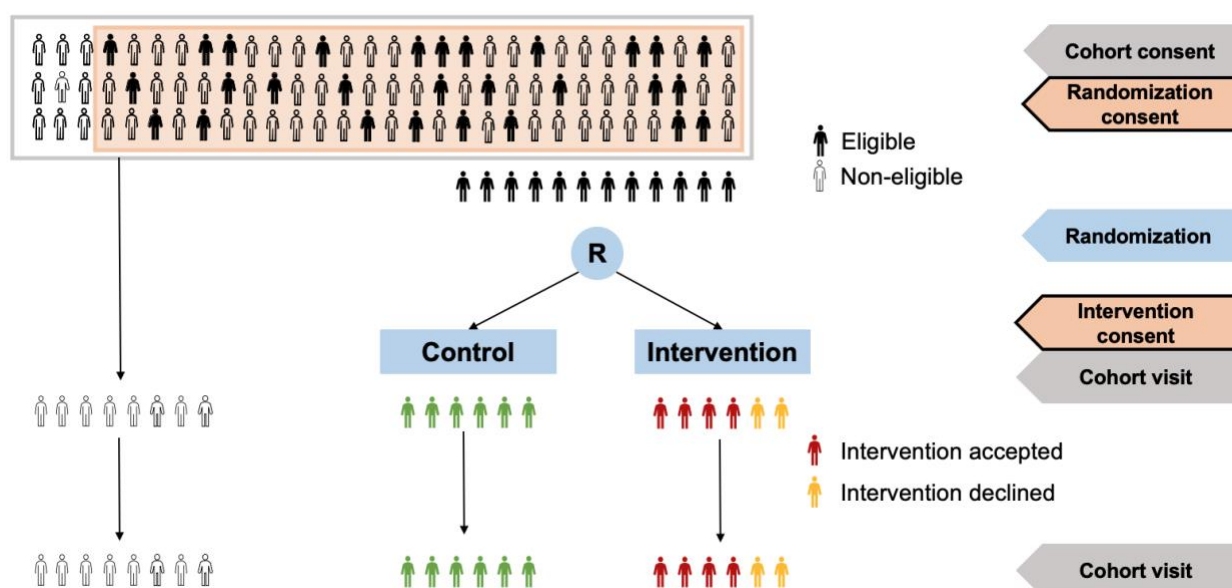 Cohort consent
Randomization
consent
Eligible
Non-eligible
R
Randomization
Control
Intervention
Intervention
consent
Cohort visit
Intervention accepted
Intervention declined
Cohort visit